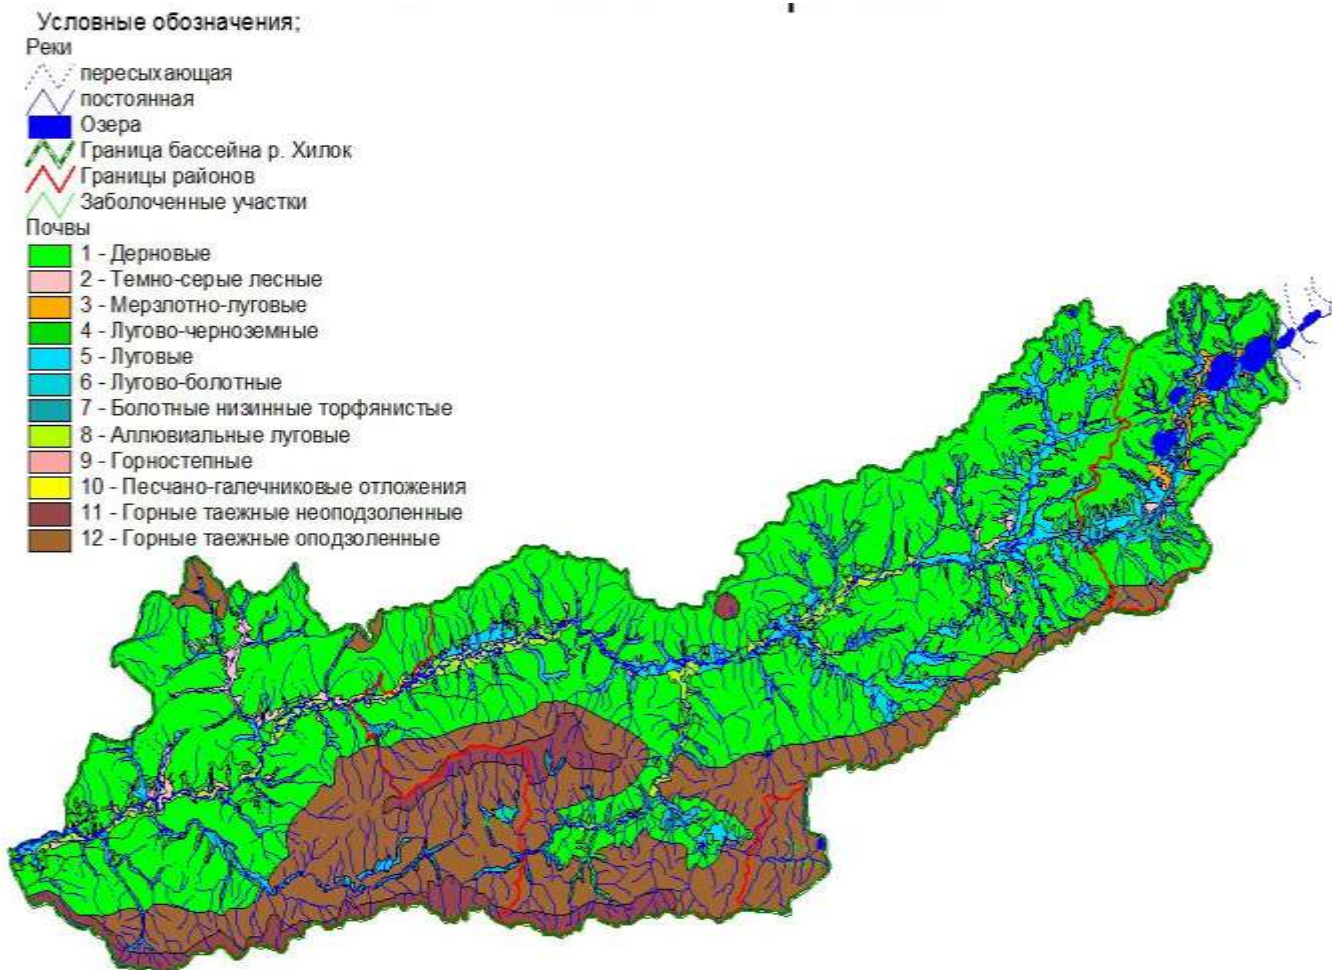 Условные обозначения;
Реки
пересыхающая
постоянная
Озера
Граница бассейна р. Хилок
Границы районов
Заболоченные участки
Почвы
1 - Дерновые
2 - Темно-серые лесные
3 - Мерзлотно-луговые
4 - Лугово-черноземные
5 - Луговые
6 - Лугово-болотные
7 - Болотные низинные торфянистые
8 - Аллювиальные луговые
9 - Горностепные
10 - Песчано-галечниковые отложения
11 - Горные таежные неоподзоленные
12 - Горные таежные оподзоленные